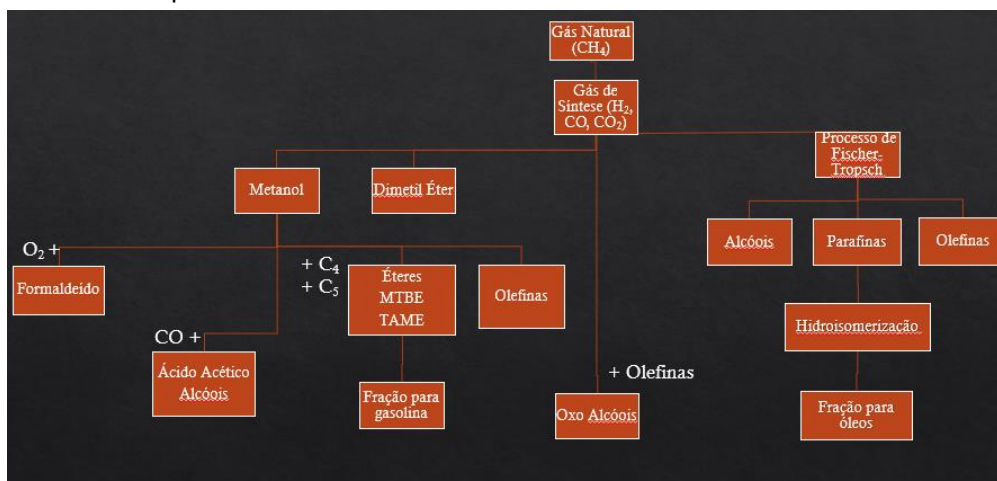 Gás Natural
(CH₄)
Gás de
Síntese (H₂,
CO, CO₂)
Processo de
Fischer-
Tropsch
Metanol
Dimetil Éter
Alcóois
Parafinas
Olefinas
O₂ +
Formaldeído
+ C₄
+ C₅
Éteres
MTBE
TAME
Olefinas
Hidroisomerização
CO +
Ácido Acético
Alcóois
Fração para
gasolina
+ Olefinas
Oxo Alcóois
Fração para
óleos